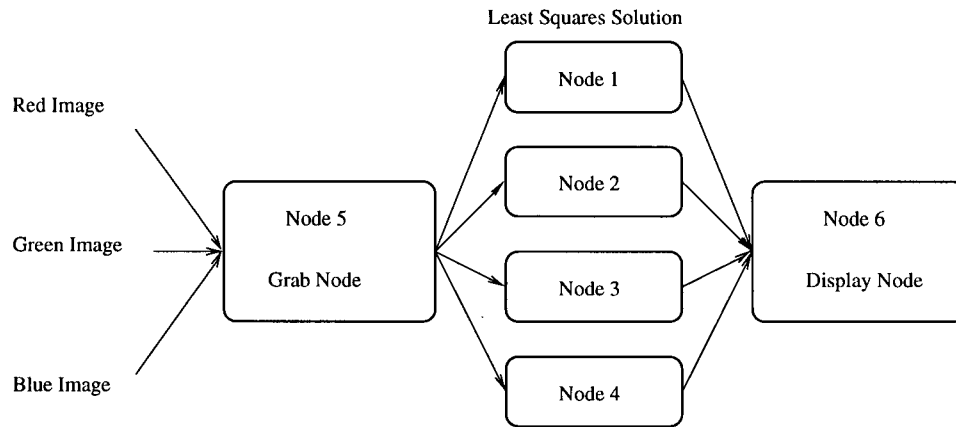 Least Squares Solution
Node 1
Red Image
Node 2
Node 5
Node 6
Green Image
Grab Node
Node 3
Display Node
Blue Image
Node 4